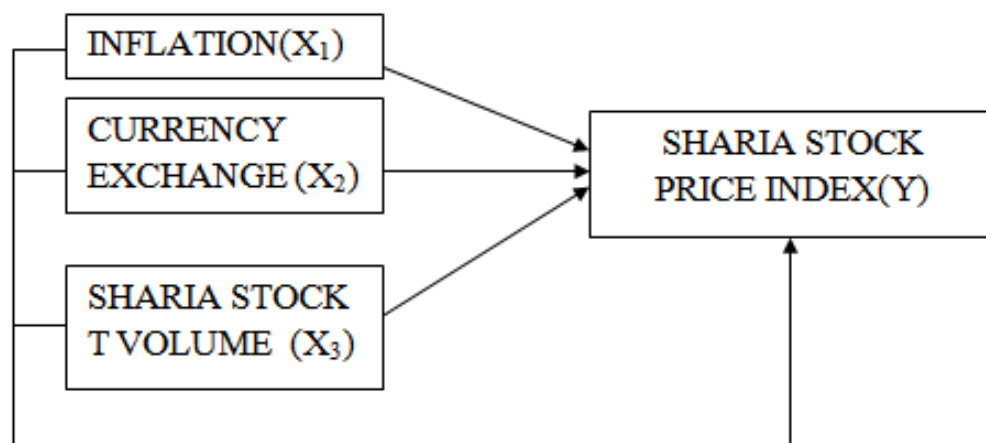 INFLATION(X₁)
CURRENCY
EXCHANGE (X₂)
SHARIA STOCK
T VOLUME (X₃)
SHARIA STOCK
PRICE INDEX(Y)